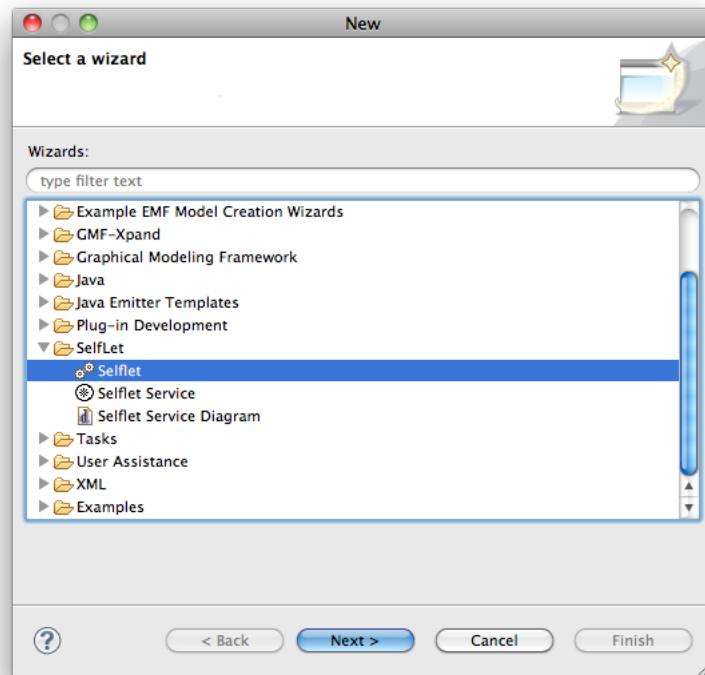 New
Select a wizard
Wizards:
type filter text
Example EMF Model Creation Wizards
GMF-Xpand
Graphical Modeling Framework
Java
Java Emitter Templates
Plug-in Development
SelfLet
Selflet
Selflet Service
Selflet Service Diagram
Tasks
User Assistance
XML
Examples
? < Back Next > Cancel Finish